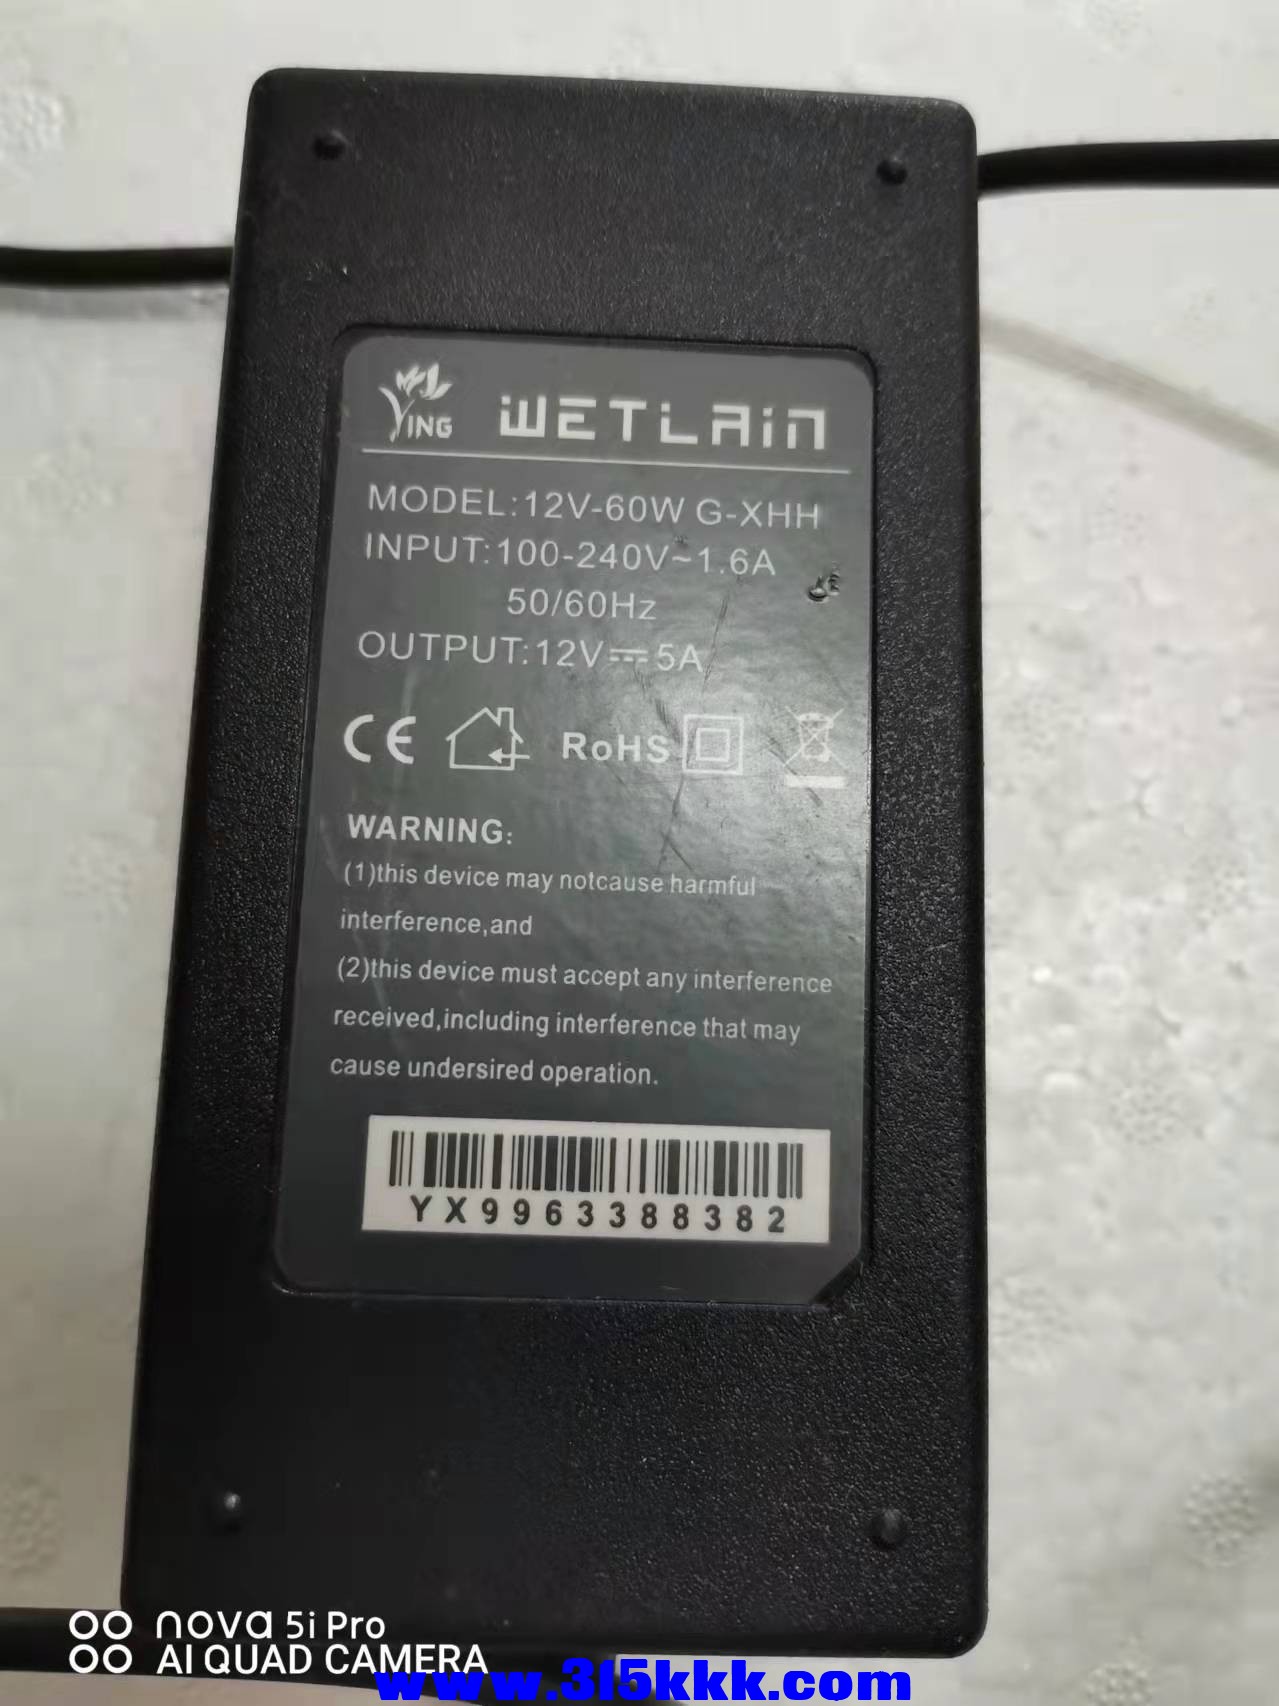 YING WETLAIN
MODEL:12V-60W G-XHH
INPUT:100-240V~1.6A
50/60Hz
OUTPUT:12V⎓5A
CE RoHS
WARNING:
(1)this device may notcause harmful
interference,and
(2)this device must accept any interference
received,including interference that may
cause undersired operation.
YX9963388382
nova 5i Pro
AI QUAD CAMERA
www.315kkk.com